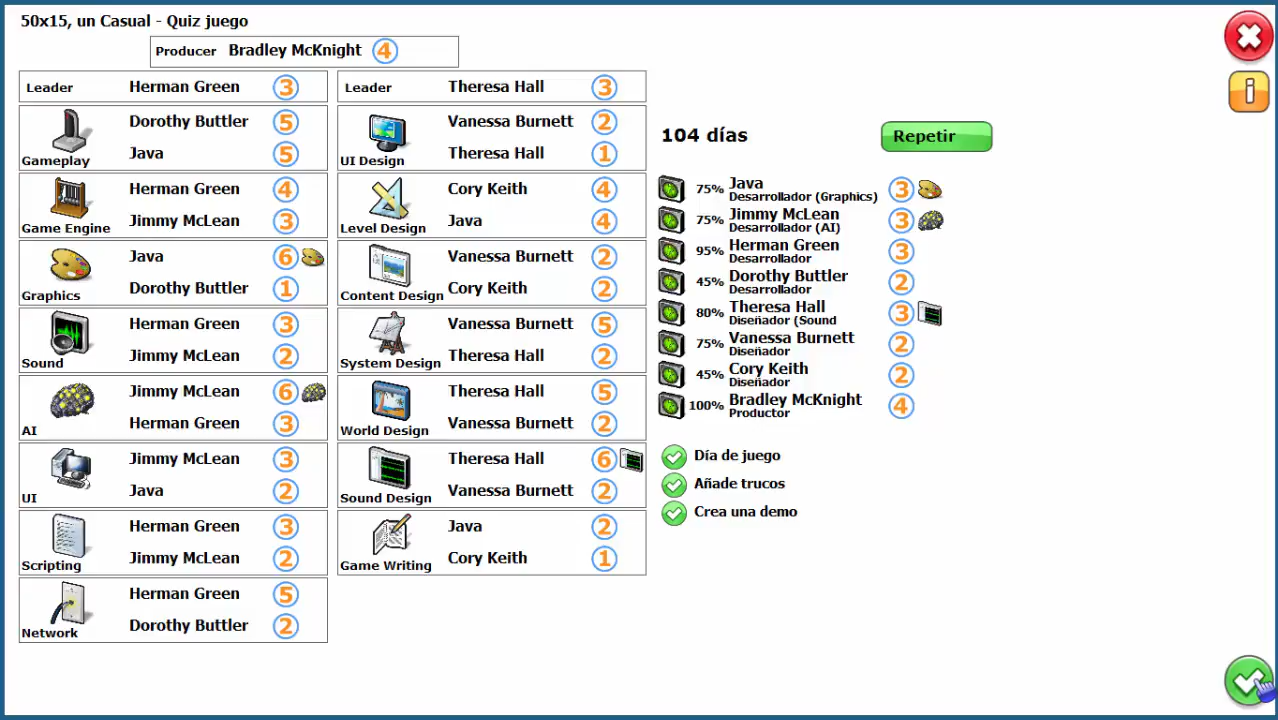 50x15, un Casual - Quiz juego
Producer Bradley McKnight 4
Leader Herman Green 3
Gameplay
Dorothy Buttler 5
Java 5
Game Engine
Herman Green 4
Jimmy McLean 3
Graphics
Java 6
Dorothy Buttler 1
Sound
Herman Green 3
Jimmy McLean 2
AI
Jimmy McLean 6
Herman Green 3
UI
Jimmy McLean 3
Java 2
Scripting
Herman Green 3
Jimmy McLean 2
Network
Herman Green 5
Dorothy Buttler 2
Leader Theresa Hall 3
UI Design
Vanessa Burnett 2
Theresa Hall 1
Level Design
Cory Keith 4
Java 4
Content Design
Vanessa Burnett 2
Cory Keith 2
System Design
Vanessa Burnett 5
Theresa Hall 2
World Design
Theresa Hall 5
Vanessa Burnett 2
Sound Design
Theresa Hall 6
Vanessa Burnett 2
Game Writing
Java 2
Cory Keith 1
104 días
Repetir
75% Java 3
Desarrollador (Graphics)
75% Jimmy McLean 3
Desarrollador (AI)
95% Herman Green 3
Desarrollador
45% Dorothy Buttler 2
Desarrollador
80% Theresa Hall 3
Diseñador (Sound
75% Vanessa Burnett 2
Diseñador
45% Cory Keith 2
Diseñador
100% Bradley McKnight 4
Productor
Día de juego
Añade trucos
Crea una demo
i